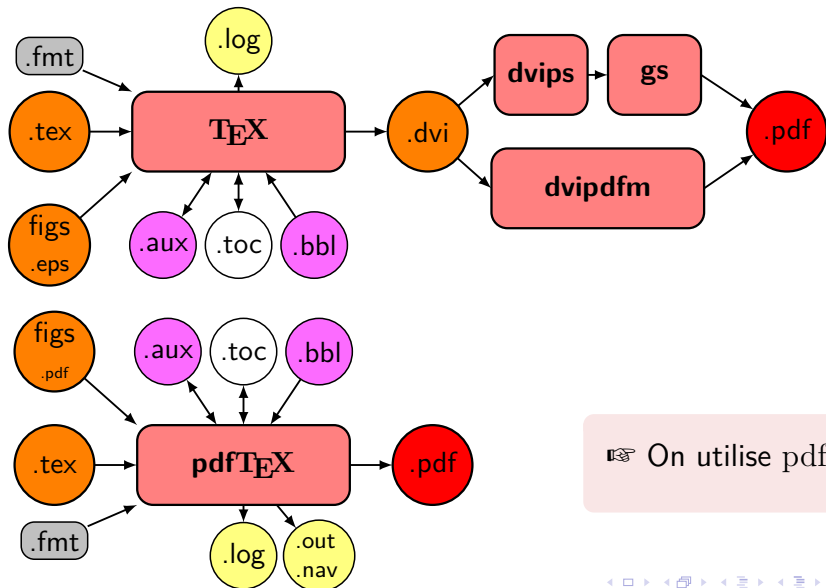 .log
.fmt
dvips
gs
.tex
TEX
.dvi
.pdf
dvipdfm
figs
.eps
.aux
.toc
.bbl
figs
.pdf
.aux
.toc
.bbl
.tex
pdfTEX
.pdf
☞ On utilise pdf
.fmt
.log
.out
.nav